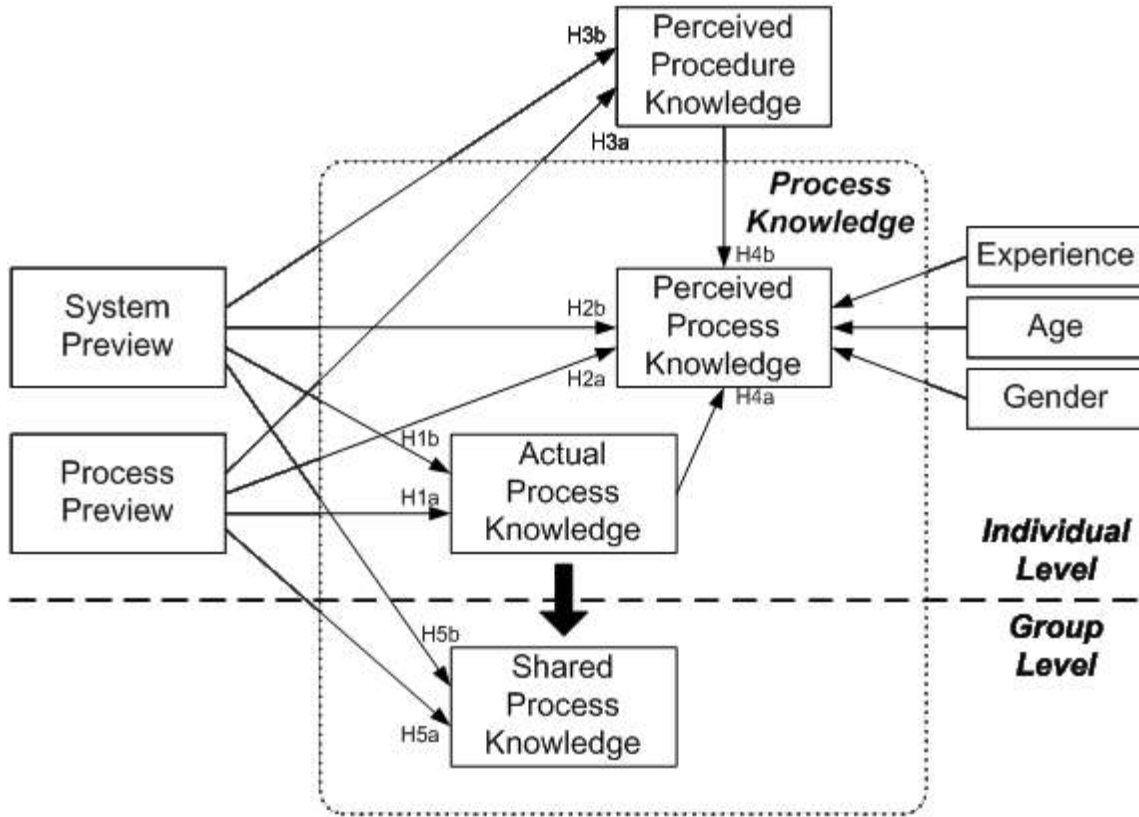 H3b
Perceived
Procedure
Knowledge
H3a
Process
Knowledge
System
Preview
H2b
H4b
Perceived
Process
Knowledge
H2a
H4a
Experience
Age
Gender
Process
Preview
H1b
H1a
Actual
Process
Knowledge
Individual
Level
Group
Level
H5b
H5a
Shared
Process
Knowledge